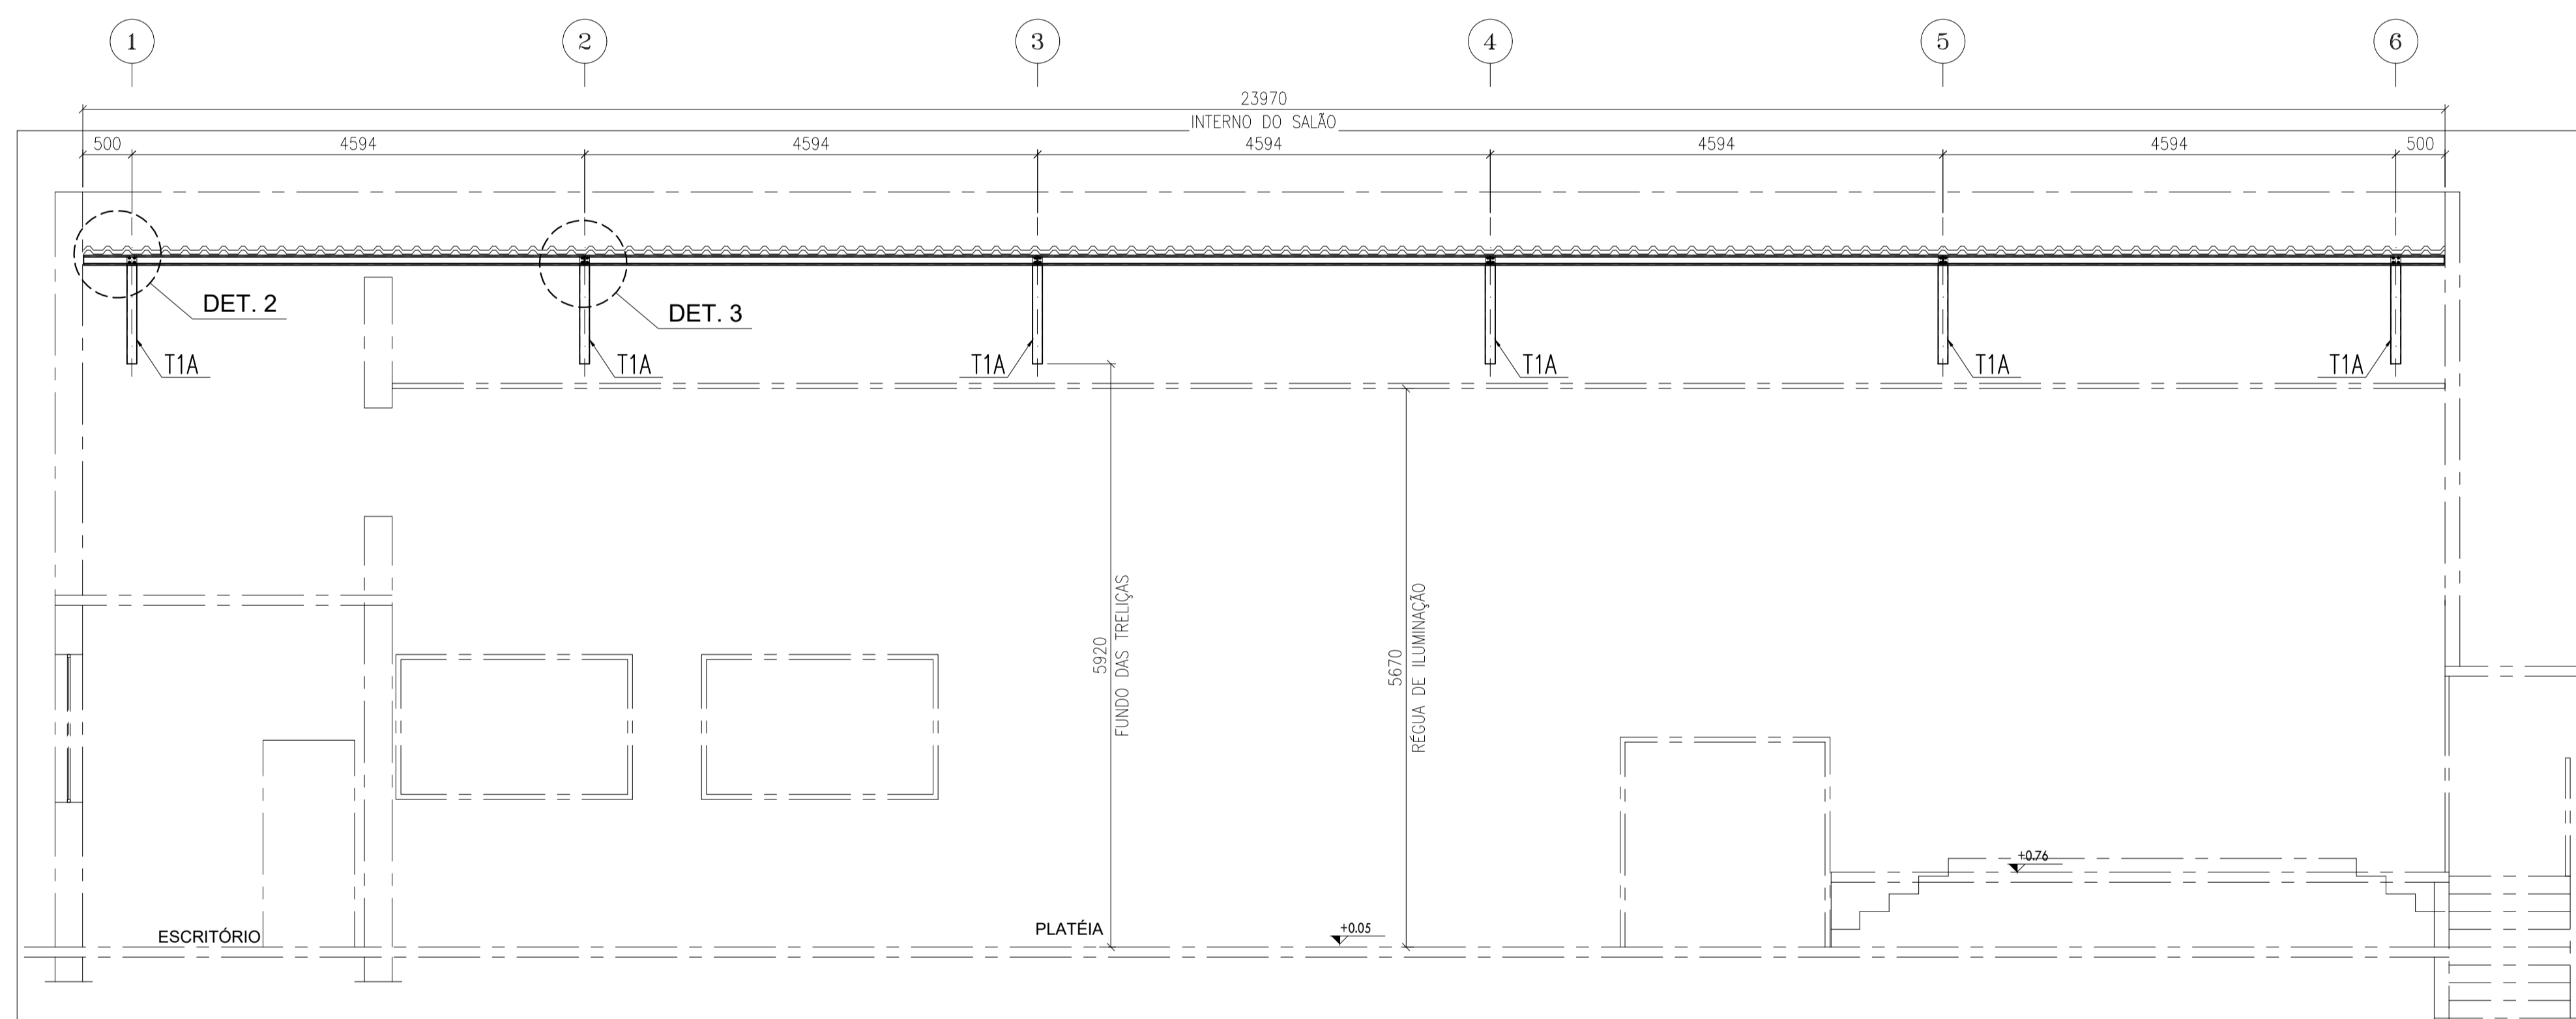 1
2
3
4
5
6
23970
INTERNO DO SALÃO
500
4594
4594
4594
4594
4594
500
DET. 2
DET. 3
T1A
T1A
T1A
T1A
T1A
T1A
5920
FUNDO DAS TRELIÇAS
5670
RÉGUA DE ILUMINAÇÃO
+0.76
ESCRITÓRIO
PLATÉIA
+0.05